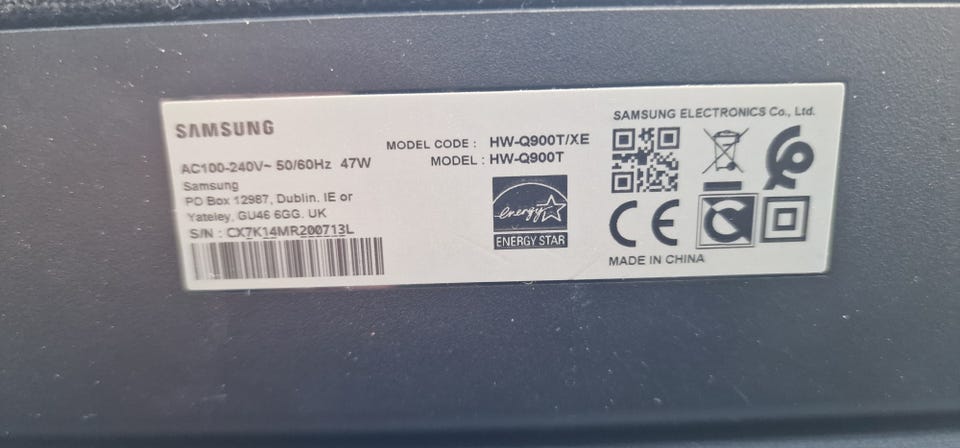 SAMSUNG
AC100-240V~ 50/60Hz 47W
Samsung
PO Box 12987, Dublin. IE or
Yateley, GU46 6GG. UK
S/N : CX7K14MR200713L
MODEL CODE : HW-Q900T/XE
MODEL : HW-Q900T
energy
ENERGY STAR
SAMSUNG ELECTRONICS Co., Ltd.
CE
MADE IN CHINA